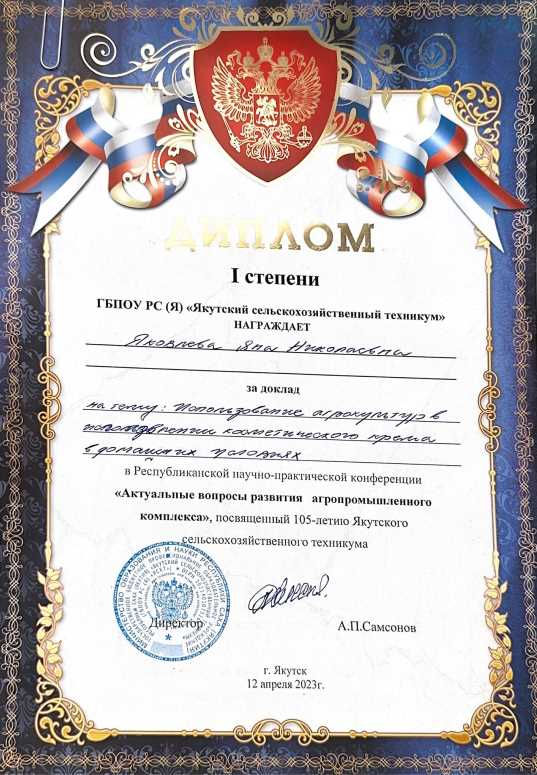 ДИПЛОМ
I степени
ГБПОУ РС (Я) «Якутский сельскохозяйственный техникум»
НАГРАЖДАЕТ
Яковлева Яна Николаевна
за доклад
на тему: Использование агрокультур в
косметического крема
в домашних условиях
в Республиканской научно-практической конференции
«Актуальные вопросы развития агропромышленного
комплекса», посвященный 105-летию Якутского
сельскохозяйственного техникума
Директор
А.П.Самсонов
г. Якутск
12 апреля 2023г.